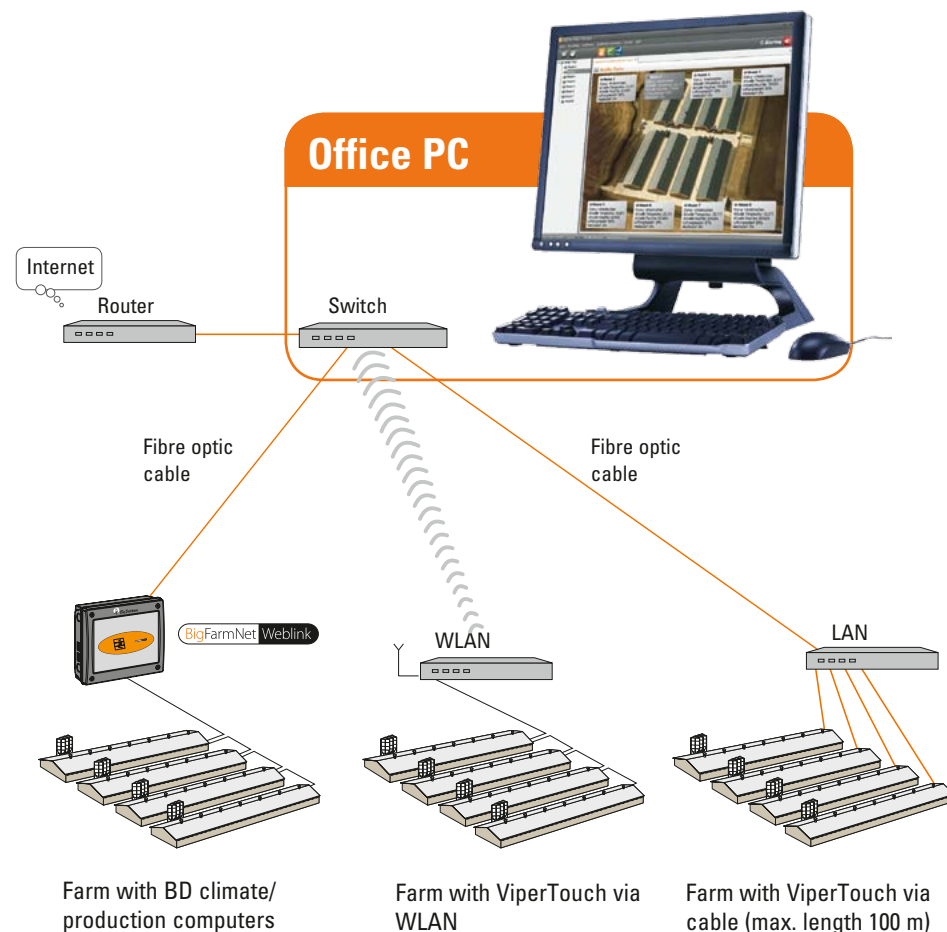 Office PC
Internet
Router
Switch
Fibre optic
cable
Fibre optic
cable
BigFarmNet Weblink
WLAN
LAN
Farm with BD climate/
production computers
Farm with ViperTouch via
WLAN
Farm with ViperTouch via
cable (max. length 100 m)